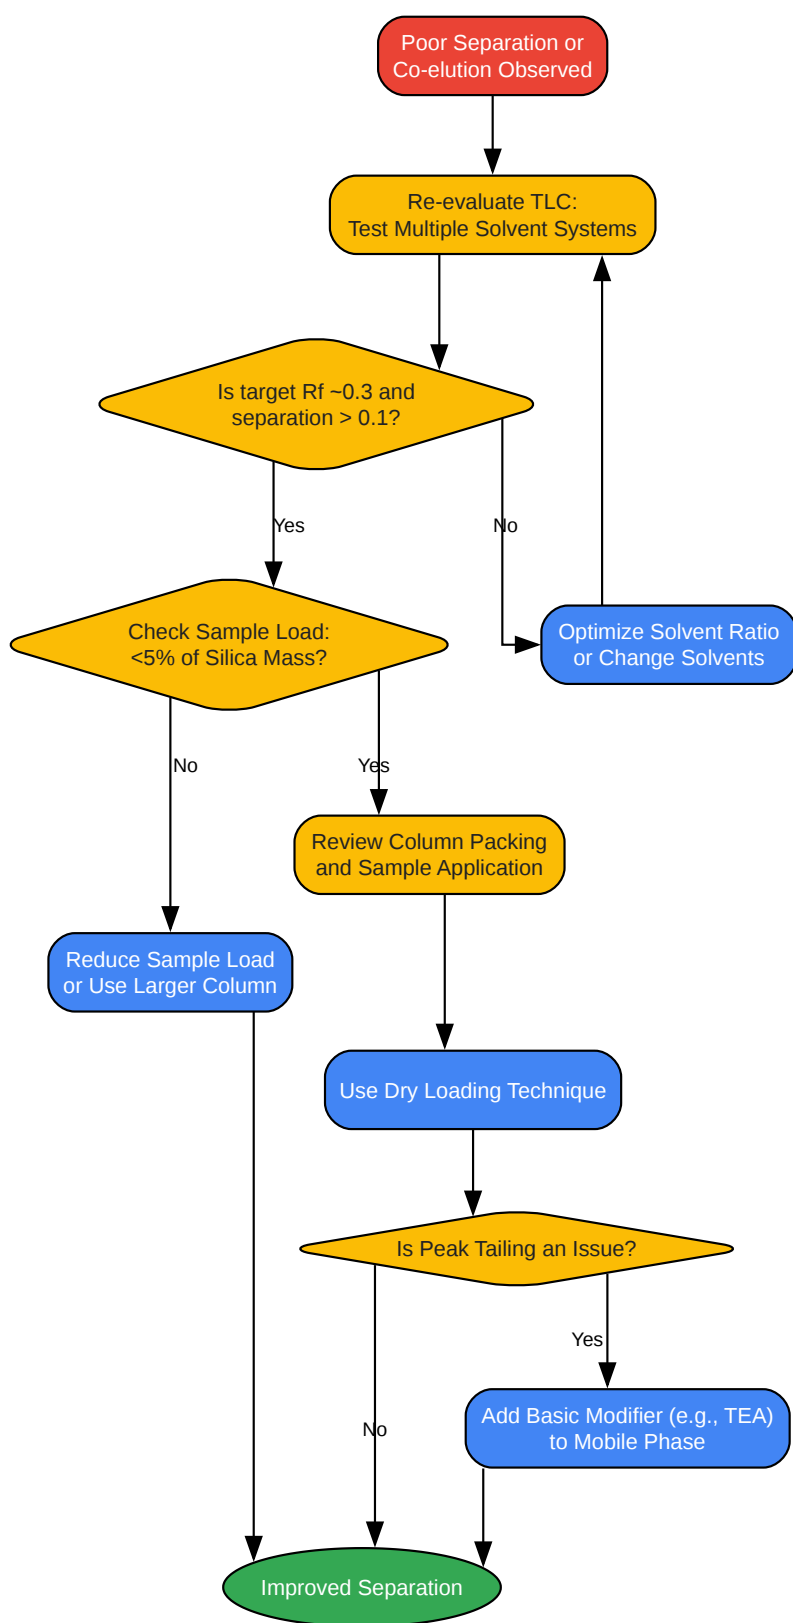 Poor Separation or
Co-elution Observed
Re-evaluate TLC:
Test Multiple Solvent Systems
Is target Rf ~0.3 and
separation > 0.1?
Yes
No
Check Sample Load:
<5% of Silica Mass?
Optimize Solvent Ratio
or Change Solvents
No
Yes
Review Column Packing
and Sample Application
Reduce Sample Load
or Use Larger Column
Use Dry Loading Technique
Is Peak Tailing an Issue?
Yes
Add Basic Modifier (e.g., TEA)
to Mobile Phase
No
Improved Separation